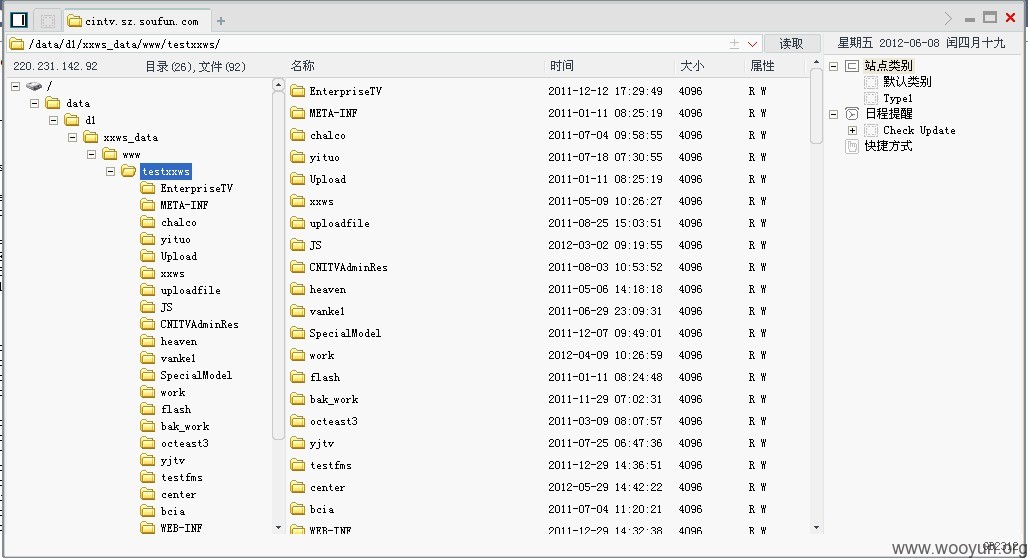 cintv.sz.soufun.com
/data/d1/xxws_data/www/testxxws/
读取
星期五 2012-06-08 闰四月十九
220.231.142.92 目录(26),文件(92)
/
data
d1
xxws_data
www
testxxws
EnterpriseTV
META-INF
chalco
yituo
Upload
xxws
uploadfile
JS
CNITVAdminRes
heaven
vanke1
SpecialModel
work
flash
bak_work
octeast3
yjtv
testfms
center
bcia
WEB-INF
名称 时间 大小 属性
EnterpriseTV 2011-12-12 17:29:49 4096 R W
META-INF 2011-01-11 08:25:19 4096 R W
chalco 2011-07-04 09:58:55 4096 R W
yituo 2011-07-18 07:30:55 4096 R W
Upload 2011-01-11 08:25:19 4096 R W
xxws 2011-05-09 10:26:27 4096 R W
uploadfile 2011-08-25 15:03:51 4096 R W
JS 2012-03-02 09:19:55 4096 R W
CNITVAdminRes 2011-08-03 10:53:52 4096 R W
heaven 2011-05-06 14:18:18 4096 R W
vanke1 2011-06-29 23:09:31 4096 R W
SpecialModel 2011-12-07 09:49:01 4096 R W
work 2012-04-09 10:26:59 4096 R W
flash 2011-01-11 08:24:48 4096 R W
bak_work 2011-11-29 07:02:31 4096 R W
octeast3 2011-03-09 08:07:57 4096 R W
yjtv 2011-07-25 06:47:36 4096 R W
testfms 2011-12-29 14:36:51 4096 R W
center 2012-05-29 14:42:22 4096 R W
bcia 2011-07-04 11:20:21 4096 R W
WEB-INF 2011-12-29 14:32:38 4096 R W
站点类别
默认类别
Type1
日程提醒
Check Update
快捷方式
GB2312
www.wooyun.org